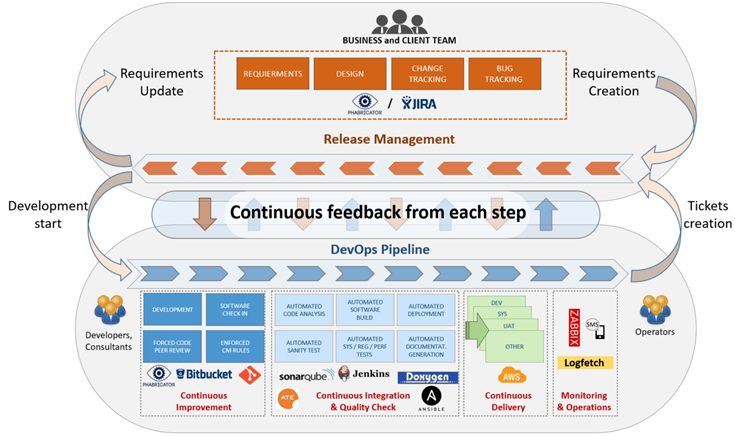 BUSINESS and CLIENT TEAM
Requirements
Update
REQUIERMENTS
DESIGN
CHANGE
TRACKING
BUG
TRACKING
Requirements
Creation
PHABRICATOR
/
JIRA
Release Management
Development
start
Continuous feedback from each step
Tickets
creation
DevOps Pipeline
Developers,
Consultants
DEVELOPMENT
SOFTWARE
CHECK IN
FORCED CODE
PEER REVIEW
ENFORCED
CM RULES
PHABRICATOR
Bitbucket
git
Continuous
Improvement
AUTOMATED
CODE ANALYSIS
AUTOMATED
SOFTWARE
BUILD
AUTOMATED
DEPLOYMENT
AUTOMATED
SANITY TEST
AUTOMATED
SYS / REG / PERF
TESTS
AUTOMATED
DOCUMENTAT.
GENERATION
sonarqube
Jenkins
Doxygen
ATE
ANSIBLE
Continuous Integration
& Quality Check
DEV
SYS
UAT
OTHER
AWS
Continuous
Delivery
ZABBIX
SMS
Logfetch
Monitoring
& Operations
Operators